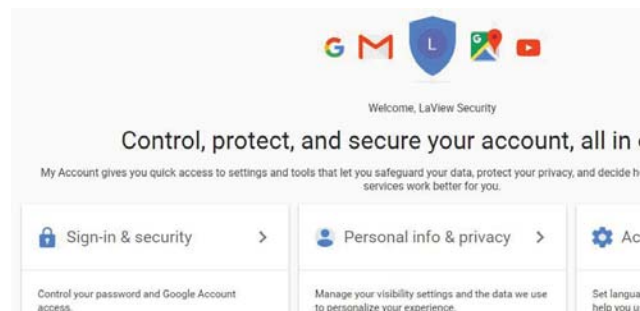 G M L G
Welcome, LaView Security
Control, protect, and secure your account, all in
My Account gives you quick access to settings and tools that let you safeguard your data, protect your privacy, and decide
services work better for you.
Sign-in & security > Personal info & privacy >
Control your password and Google Account Manage your visibility settings and the data we use Set
access. to personalize your experience. help you